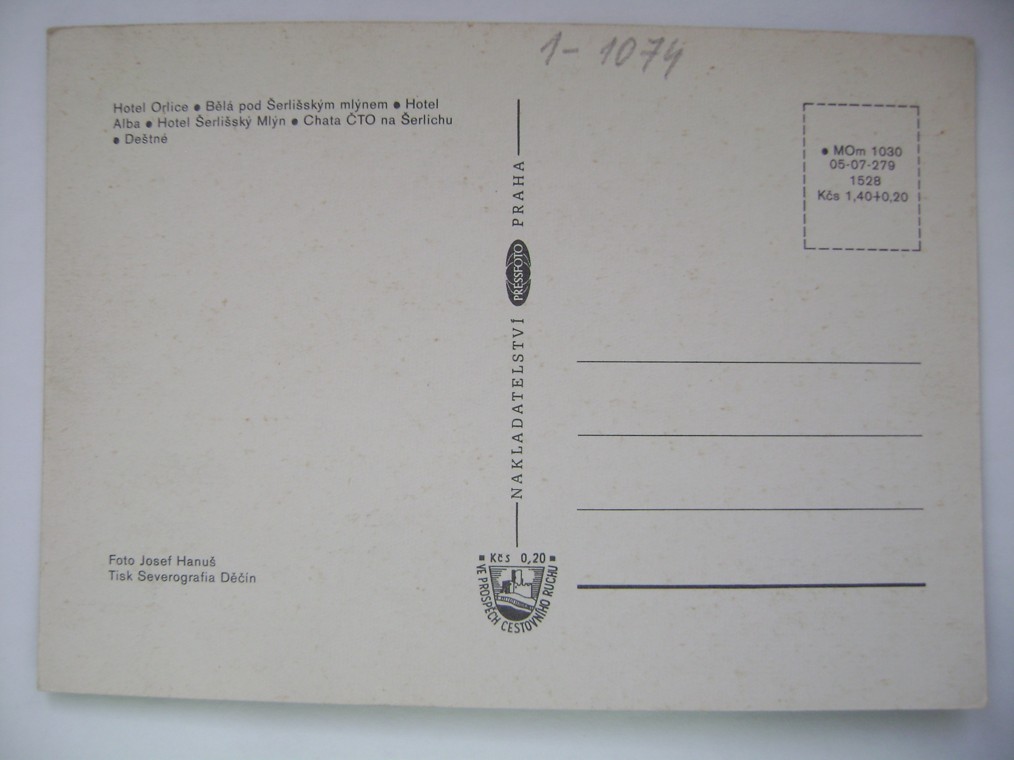 1-1074
Hotel Orlice • Bělá pod Šerlišským mlýnem • Hotel
Alba • Hotel Šerlišský Mlýn • Chata ČTO na Šerlichu
• Deštné
• MOm 1030
05-07-279
1528
Kčs 1,40+0,20
NAKLADATELSTVÍ PRESSFOTO PRAHA
Foto Josef Hanuš
Tisk Severografia Děčín
▪ Kčs 0,20 ▪
VE PROSPĚCH CESTOVNÍHO RUCHU